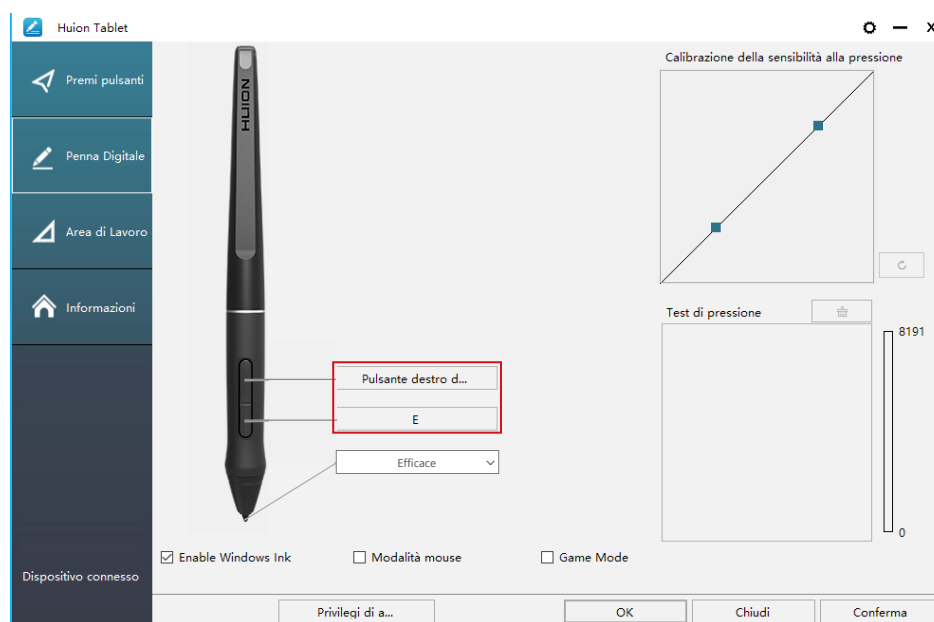 Huion Tablet
X
Premi pulsanti
Penna Digitale
Area di Lavoro
Informazioni
Dispositivo connesso
HUION
Pulsante destro d...
E
Efficace
Calibrazione della sensibilità alla pressione
Test di pressione
8191
0
Enable Windows Ink
Modalità mouse
Game Mode
Privilegi di a...
OK
Chiudi
Conferma